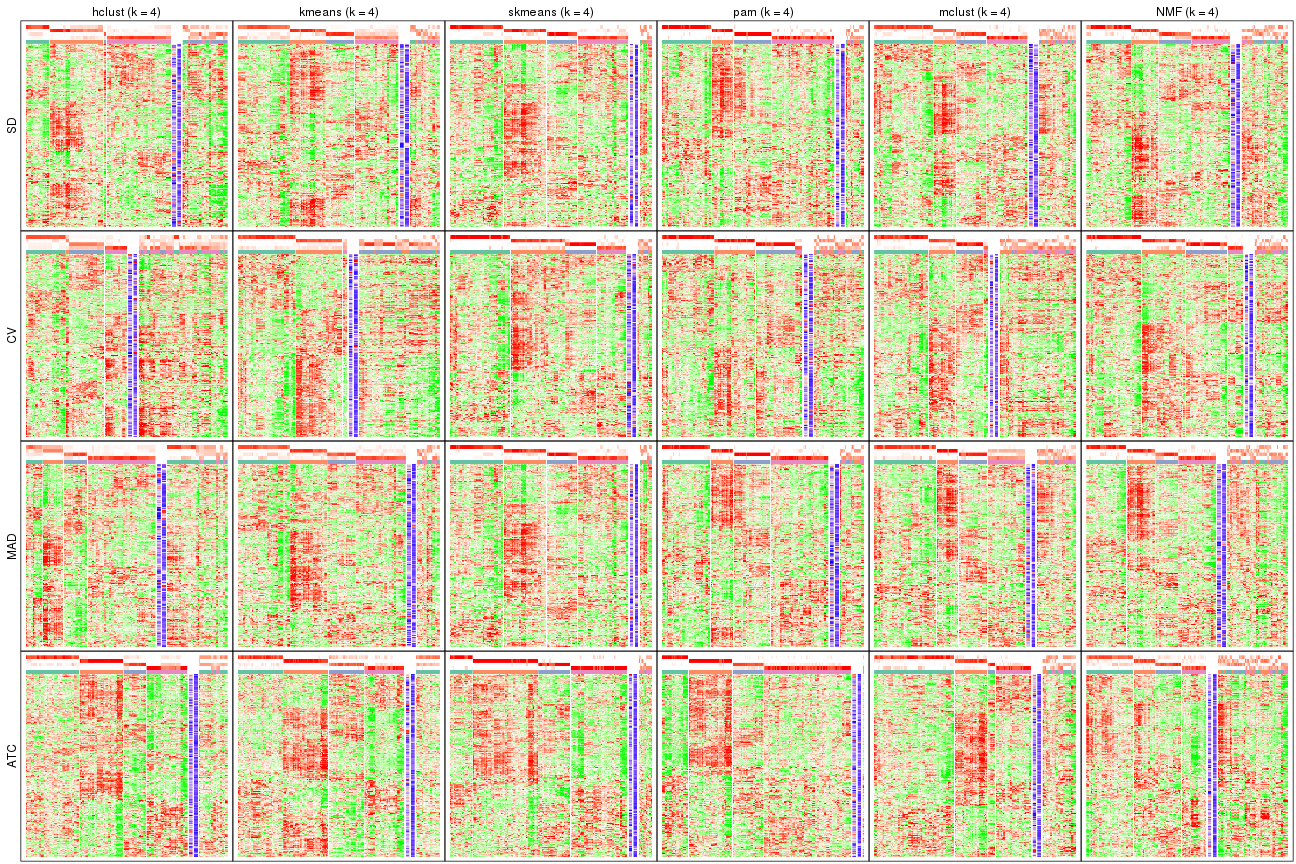 hclust (k = 4) kmeans (k = 4) skmeans (k = 4) pam (k = 4) mclust (k = 4) NMF (k = 4)
SD
CV
MAD
ATC